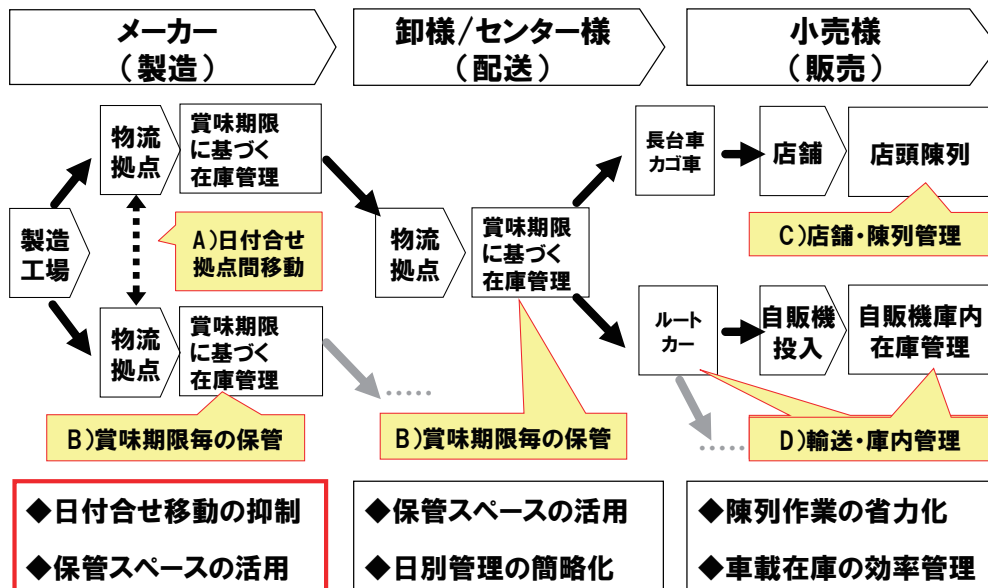 メーカー
（製造）
卸様/センター様
（配送）
小売様
（販売）
物流
拠点
賞味期限
に基づく
在庫管理
長台車
カゴ車
店舗
店頭陳列
製造
工場
A）日付合せ
拠点間移動
物流
拠点
賞味期限
に基づく
在庫管理
C）店舗・陳列管理
物流
拠点
賞味期限
に基づく
在庫管理
ルート
カー
自販機
投入
自販機庫内
在庫管理
B）賞味期限毎の保管
B）賞味期限毎の保管
D）輸送・庫内管理
◆日付合せ移動の抑制
◆保管スペースの活用
◆保管スペースの活用
◆日別管理の簡略化
◆陳列作業の省力化
◆車載在庫の効率管理